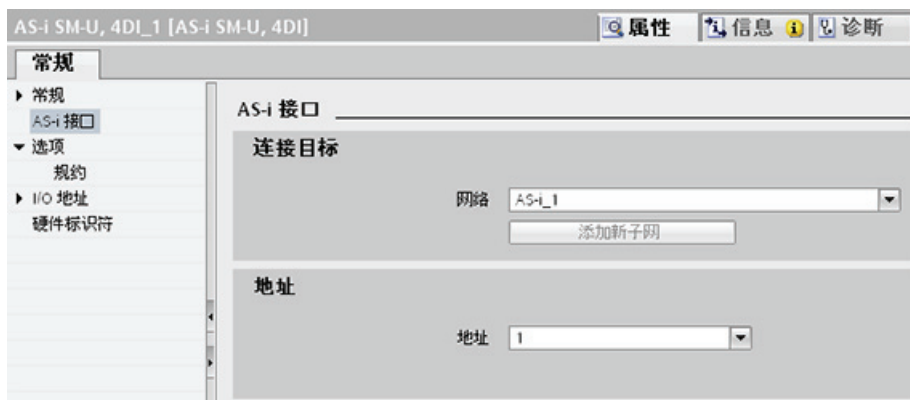 AS-i SM-U, 4DI_1 [AS-i SM-U, 4DI]
属性
信息
诊断
常规
常规
AS-i 接口
选项
规约
I/O 地址
硬件标识符
AS-i 接口
连接目标
网络
AS-i_1
添加新子网
地址
地址
1